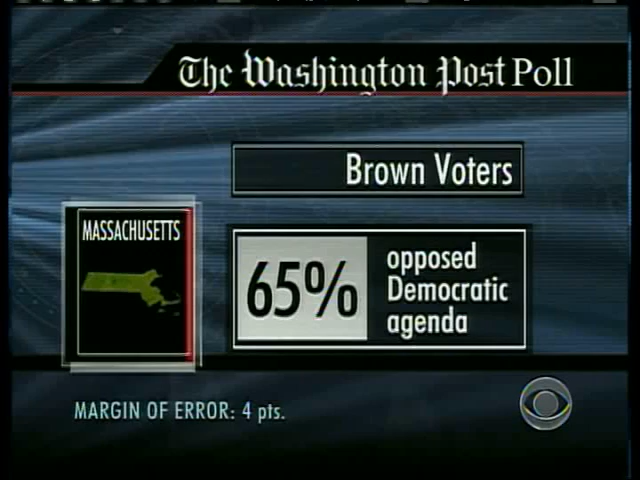 The Washington Post Poll
Brown Voters
MASSACHUSETTS
65%
opposed
Democratic
agenda
MARGIN OF ERROR: 4 pts.